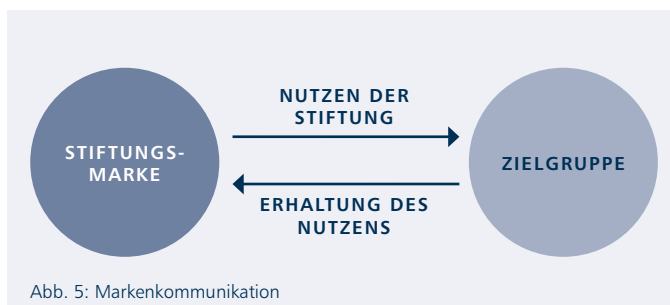 NUTZEN DER
STIFTUNG
STIFTUNGS-
MARKE
ZIELGRUPPE
ERHALTUNG DES
NUTZENS
Abb. 5: Markenkommunikation